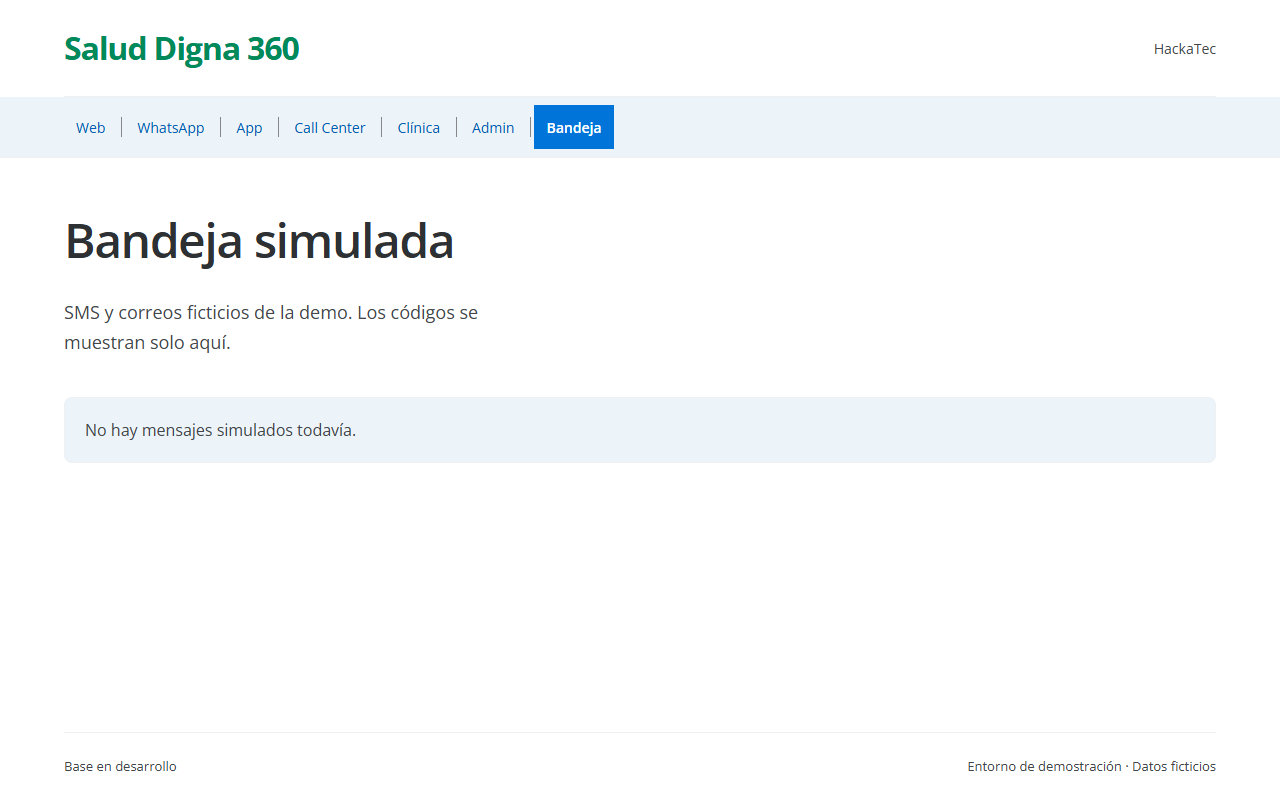 Salud Digna 360
HackaTec
Web
WhatsApp
App
Call Center
Clínica
Admin
Bandeja
Bandeja simulada
SMS y correos ficticios de la demo. Los códigos se
muestran solo aquí.
No hay mensajes simulados todavía.
Base en desarrollo
Entorno de demostración · Datos ficticios